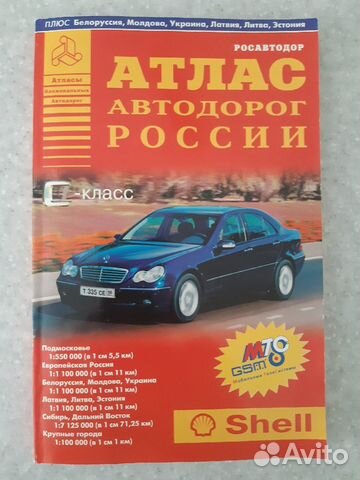 ПЛЮС Белоруссия, Молдова, Украина, Латвия, Литва, Эстония
РОСАВТОДОР
АТЛАС
АВТОДОРОГ
РОССИИ
Атласы
Национальных
Автодорог
C-класс
Т 335 СЕ
Подмосковье
1:550 000 (в 1 см 5,5 км)
Европейская Россия
1:1 100 000 (в 1 см 11 км)
Белоруссия, Молдова, Украина
1:1 100 000 (в 1 см 11 км)
Латвия, Литва, Эстония
1:1 100 000 (в 1 см 11 км)
Сибирь, Дальний Восток
1:7 125 000 (в 1 см 71,25 км)
Крупные города
1:100 000 (в 1 см 1 км)
GSM
Shell
Avito